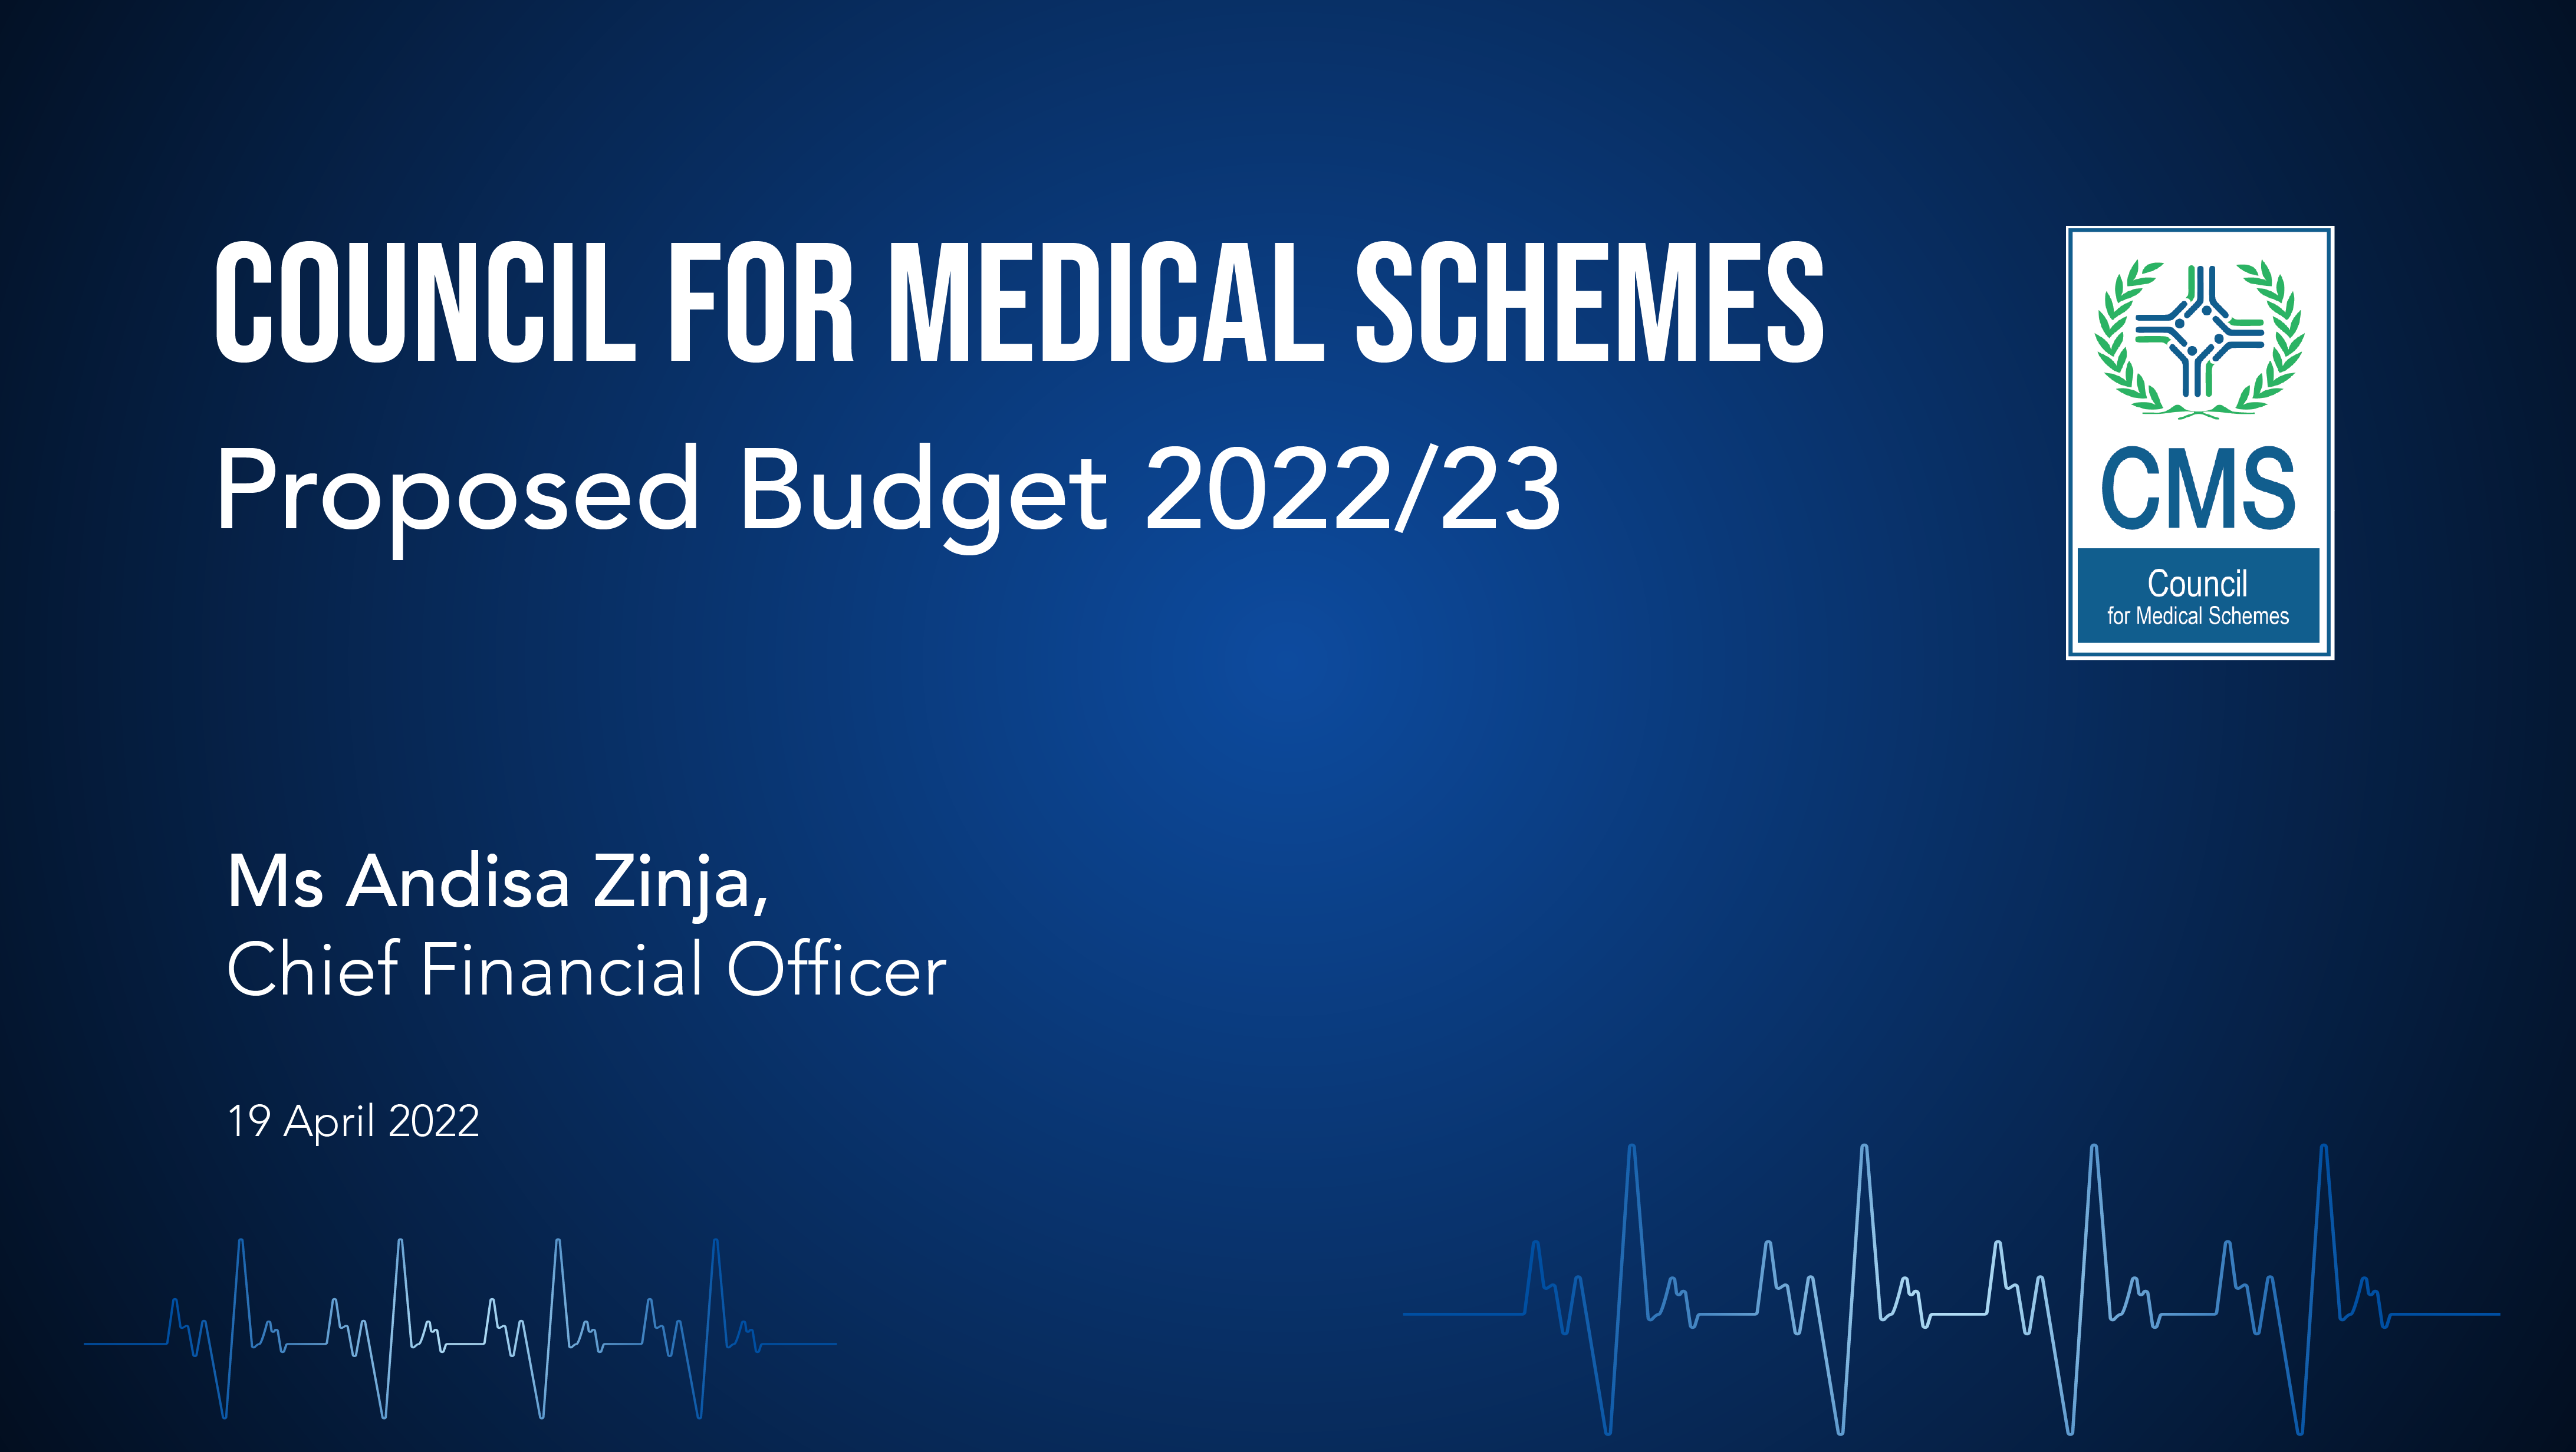 COUNCIL FOR MEDICAL SCHEMES
Proposed Budget 2022/23
CMS
Council
for Medical Schemes
Ms Andisa Zinja,
Chief Financial Officer
19 April 2022